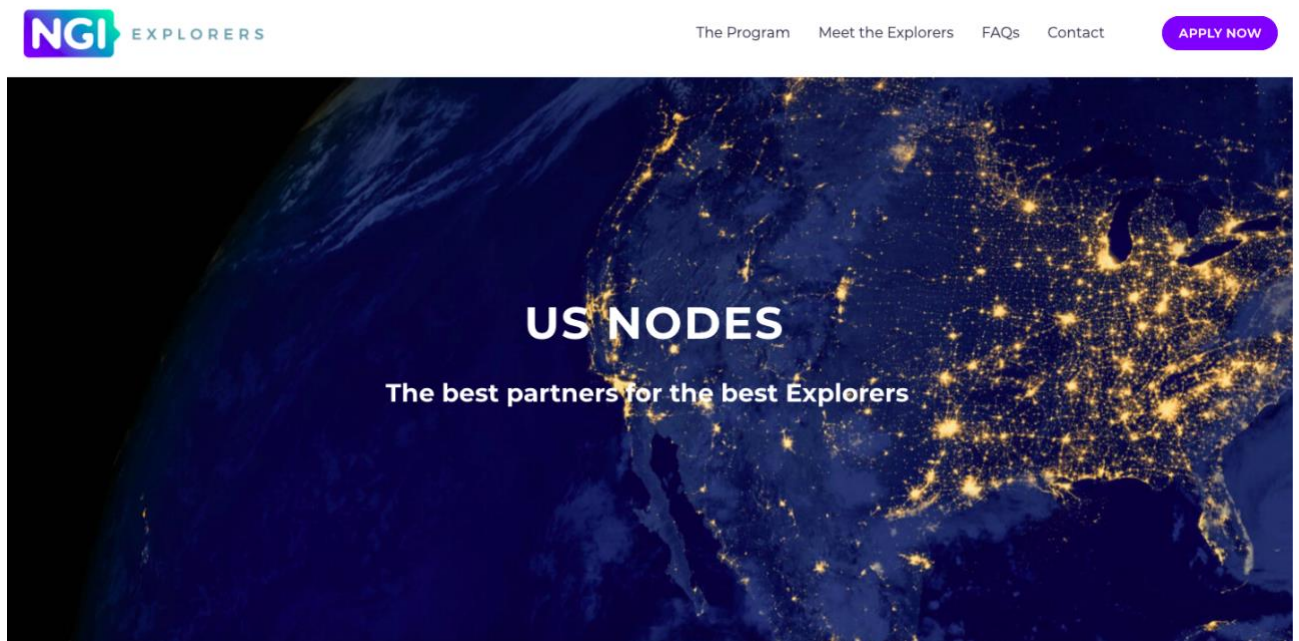 NGI EXPLORERS
The Program Meet the Explorers FAQs Contact APPLY NOW
US NODES
The best partners for the best Explorers